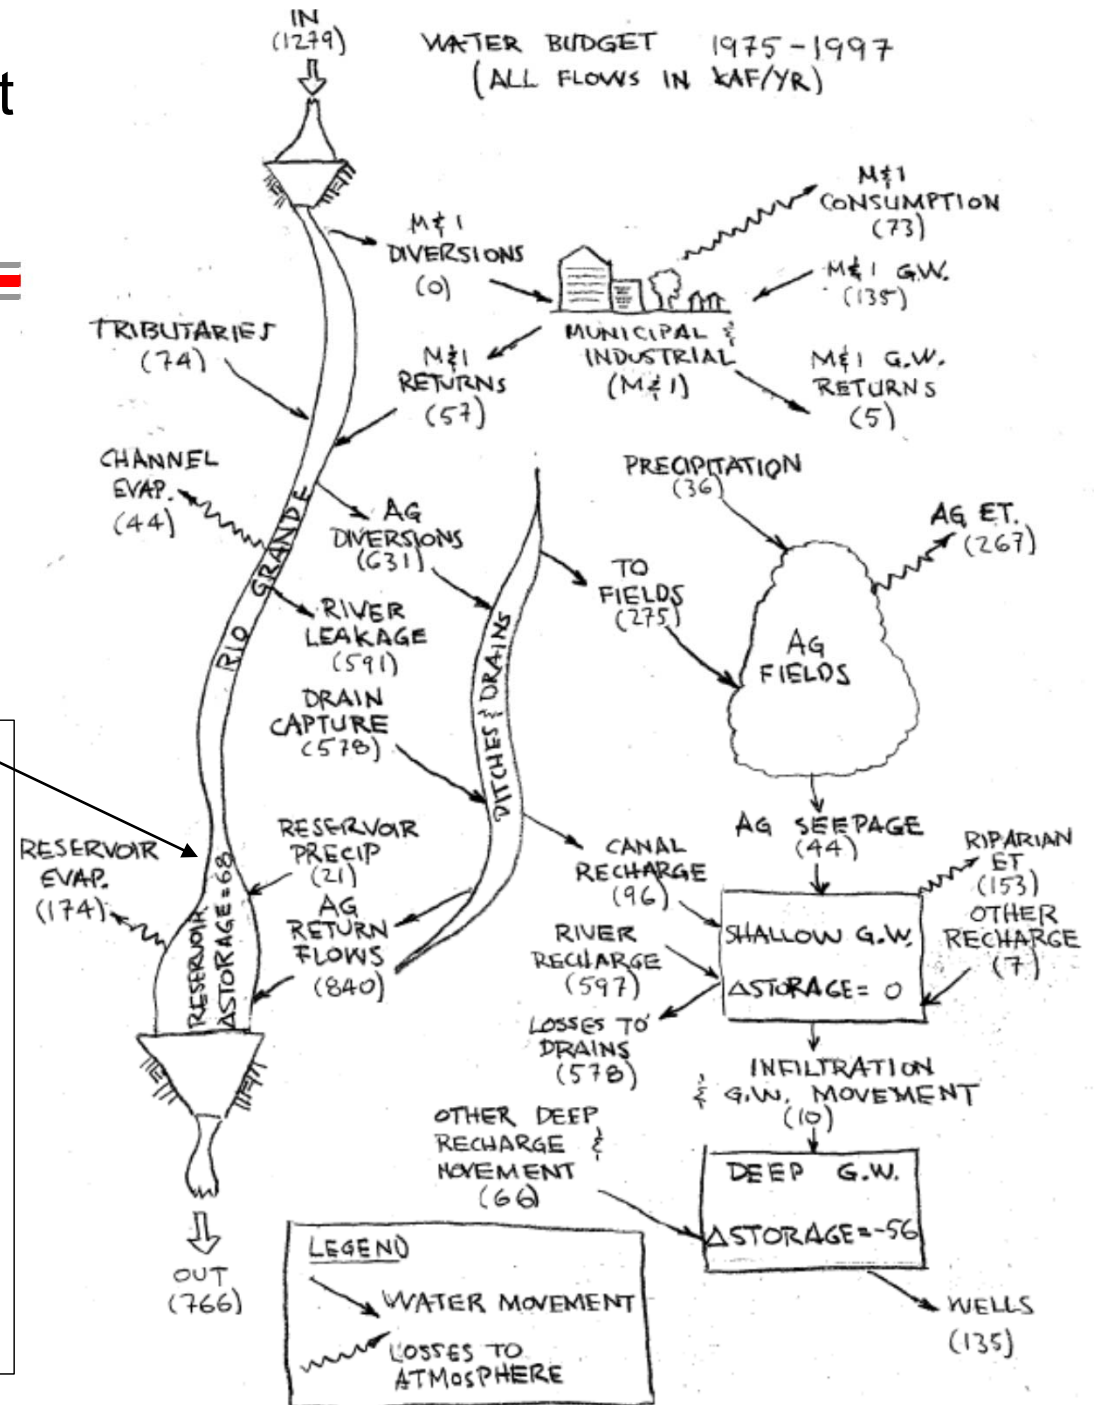 t
IN
(1279)
WATER BUDGET 1975-1997
(ALL FLOWS IN KAF/YR)
M&I
CONSUMPTION
(73)
M&I
DIVERSIONS
(0)
M&I G.W.
(135)
MUNICIPAL &
INDUSTRIAL
(M&I)
TRIBUTARIES
(74)
M&I
RETURNS
(57)
M&I G.W.
RETURNS
(5)
CHANNEL
EVAP.
(44)
PRECIPITATION
(36)
AG ET.
(267)
AG
DIVERSIONS
(631)
RIO GRANDE
TO
FIELDS
(275)
RIVER
LEAKAGE
(591)
AG
FIELDS
DRAIN
CAPTURE
(578)
DITCHES & DRAINS
AG SEEPAGE
(44)
RESERVOIR
EVAP.
(174)
RESERVOIR
PRECIP
(21)
RESERVOIR
ΔSTORAGE=68
AG
RETURN
FLOWS
(840)
CANAL
RECHARGE
(96)
RIPARIAN
ET
(153)
OTHER
RECHARGE
(7)
RIVER
RECHARGE
(597)
SHALLOW G.W.
ΔSTORAGE= 0
LOSSES TO
DRAINS
(578)
INFILTRATION
& G.W. MOVEMENT
(10)
OTHER DEEP
RECHARGE &
MOVEMENT
(66)
DEEP G.W.
ΔSTORAGE=-56
WELLS
(135)
OUT
(766)
LEGEND
WATER MOVEMENT
LOSSES TO
ATMOSPHERE